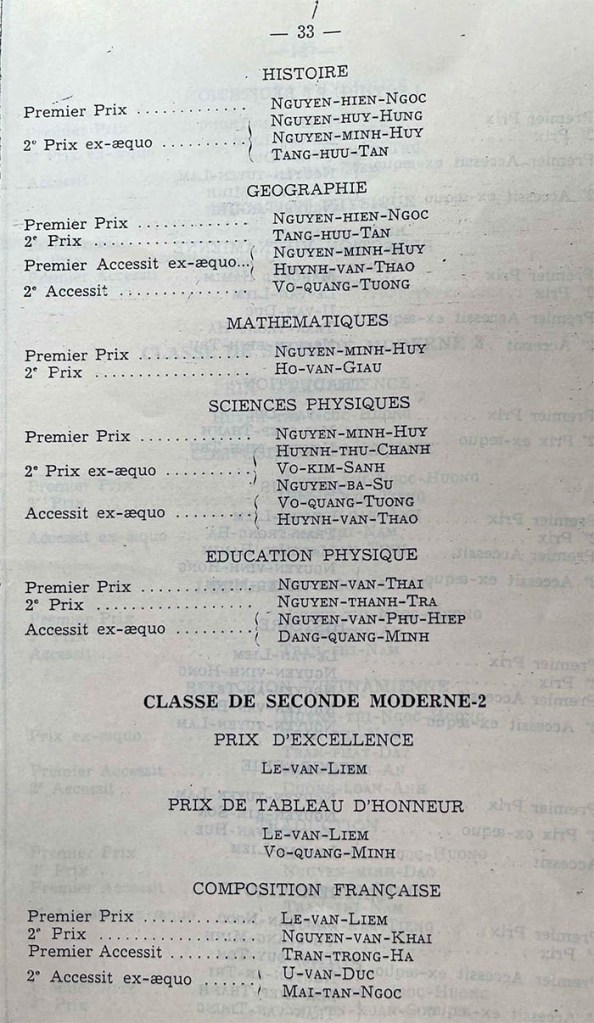 — 33 —
HISTOIRE
Premier Prix ............. NGUYEN-HIEN-NGOC
NGUYEN-HUY-HUNG
2e Prix ex-æquo .......... NGUYEN-MINH-HUY
TANG-HUU-TAN
GEOGRAPHIE
Premier Prix ............. NGUYEN-HIEN-NGOC
2e Prix .................. TANG-HUU-TAN
Premier Accessit ex-æquo... NGUYEN-MINH-HUY
HUYNH-VAN-THAO
2e Accessit .............. VO-QUANG-TUONG
MATHEMATIQUES
Premier Prix ............. NGUYEN-MINH-HUY
2e Prix .................. HO-VAN-GIAU
SCIENCES PHYSIQUES
Premier Prix ............. NGUYEN-MINH-HUY
HUYNH-THU-CHANH
2e Prix ex-æquo .......... VO-KIM-SANH
NGUYEN-BA-SU
Accessit ex-æquo ......... VO-QUANG-TUONG
HUYNH-VAN-THAO
EDUCATION PHYSIQUE
Premier Prix ............. NGUYEN-VAN-THAI
2e Prix .................. NGUYEN-THANH-TRA
Accessit ex-æquo ......... NGUYEN-VAN-PHU-HIEP
DANG-QUANG-MINH
CLASSE DE SECONDE MODERNE-2
PRIX D'EXCELLENCE
LE-VAN-LIEM
PRIX DE TABLEAU D'HONNEUR
LE-VAN-LIEM
VO-QUANG-MINH
COMPOSITION FRANÇAISE
Premier Prix ............. LE-VAN-LIEM
2e Prix .................. NGUYEN-VAN-KHAI
Premier Accessit ......... TRAN-TRONG-HA
2e Accessit ex-æquo ...... U-VAN-DUC
MAI-TAN-NGOC